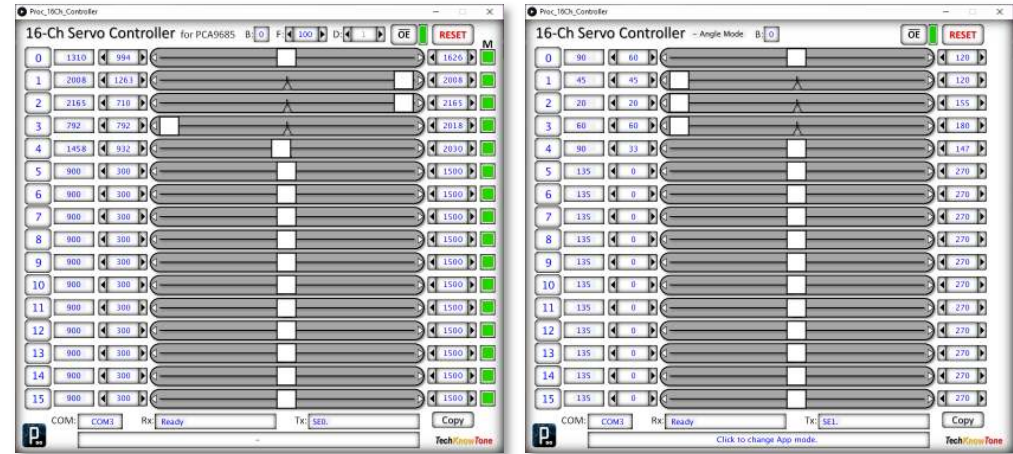 Proc_16Ch_Controller
16-Ch Servo Controller for PCA9685 B: 0 F: 100 D: 1 OE RESET
M
0 1310 994 1626
1 2008 1263 2008
2 2165 710 2165
3 792 792 2018
4 1458 932 2030
5 900 300 1500
6 900 300 1500
7 900 300 1500
8 900 300 1500
9 900 300 1500
10 900 300 1500
11 900 300 1500
12 900 300 1500
13 900 300 1500
14 900 300 1500
15 900 300 1500
COM: COM3 Rx: Ready Tx: SE0. Copy
P. - TechKnowTone
Proc_16Ch_Controller
16-Ch Servo Controller - Angle Mode B: 0 OE RESET
0 90 60 120
1 45 45 120
2 20 20 155
3 60 60 180
4 90 33 147
5 135 0 270
6 135 0 270
7 135 0 270
8 135 0 270
9 135 0 270
10 135 0 270
11 135 0 270
12 135 0 270
13 135 0 270
14 135 0 270
15 135 0 270
COM: COM3 Rx: Ready Tx: SE1. Copy
P. Click to change App mode. TechKnowTone